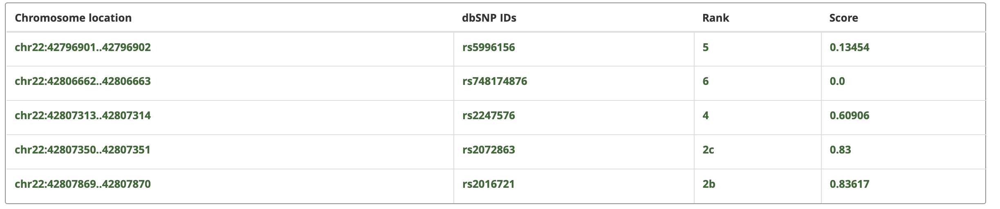 Chromosome location dbSNP IDs Rank Score
chr22:42796901..42796902 rs5996156 5 0.13454
chr22:42806662..42806663 rs748174876 6 0.0
chr22:42807313..42807314 rs2247576 4 0.60906
chr22:42807350..42807351 rs2072863 2c 0.83
chr22:42807869..42807870 rs2016721 2b 0.83617